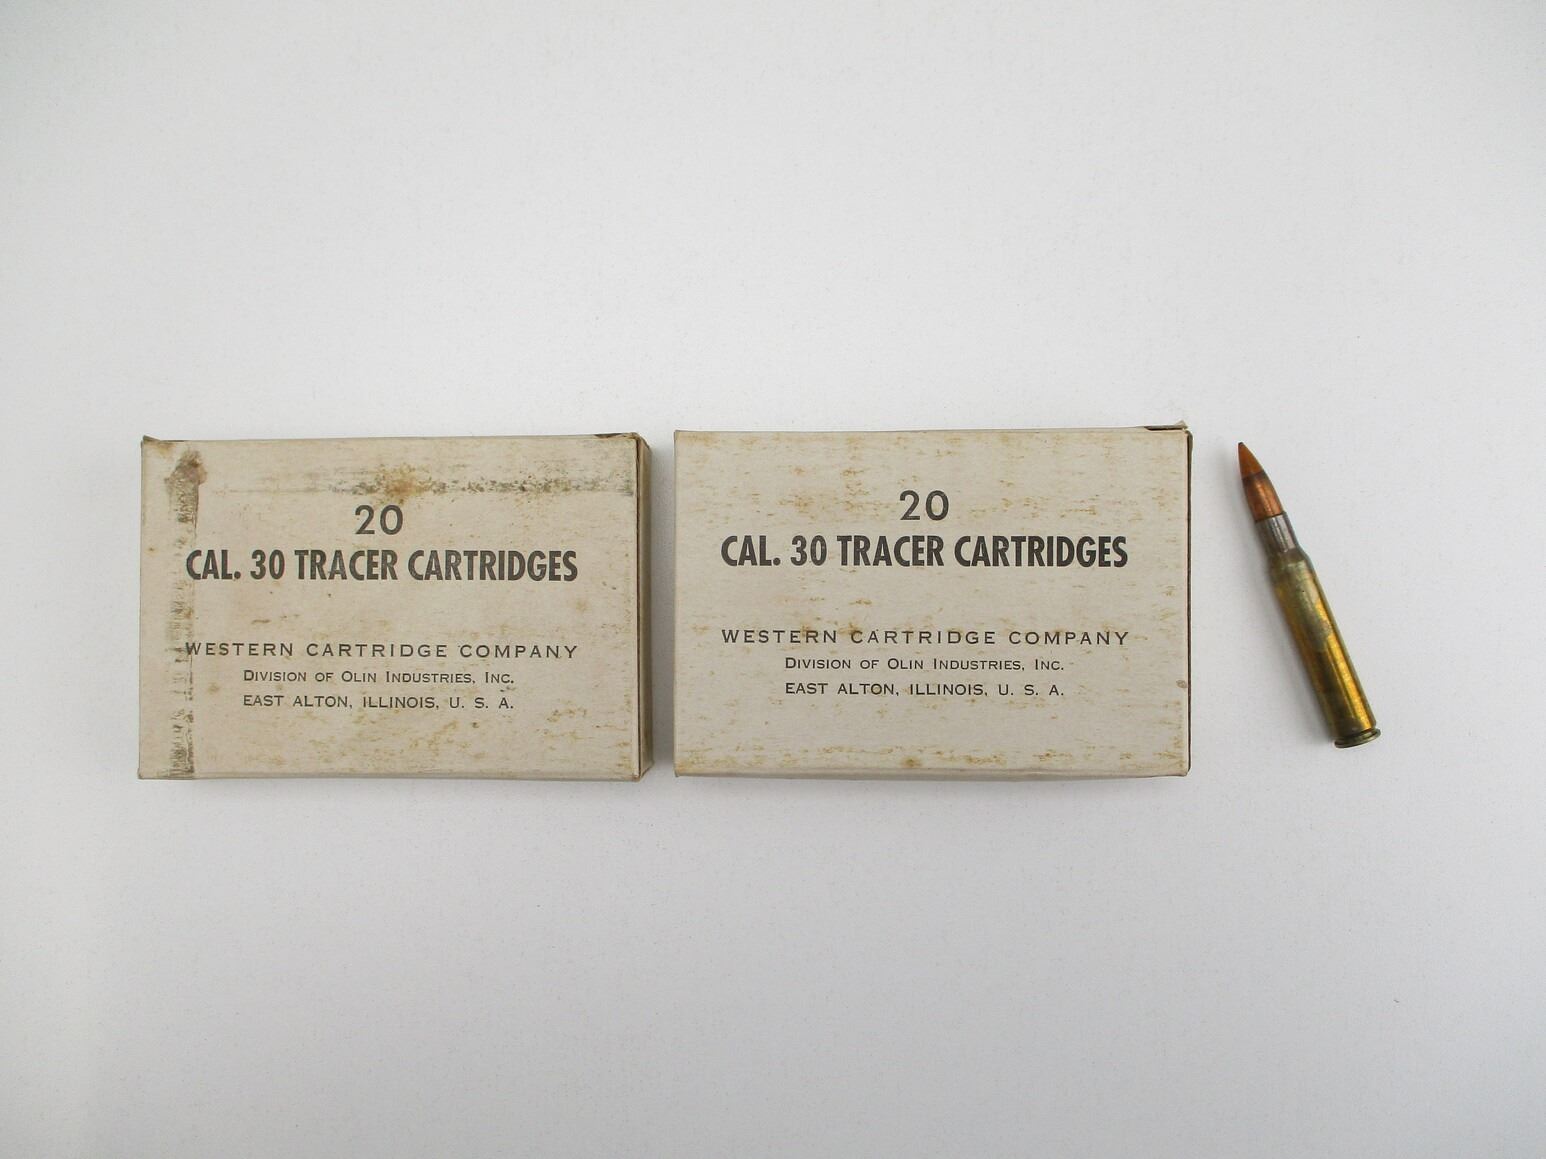 20
CAL. 30 TRACER CARTRIDGES
WESTERN CARTRIDGE COMPANY
DIVISION OF OLIN INDUSTRIES, INC.
EAST ALTON, ILLINOIS, U. S. A.
20
CAL. 30 TRACER CARTRIDGES
WESTERN CARTRIDGE COMPANY
DIVISION OF OLIN INDUSTRIES, INC.
EAST ALTON, ILLINOIS, U. S. A.